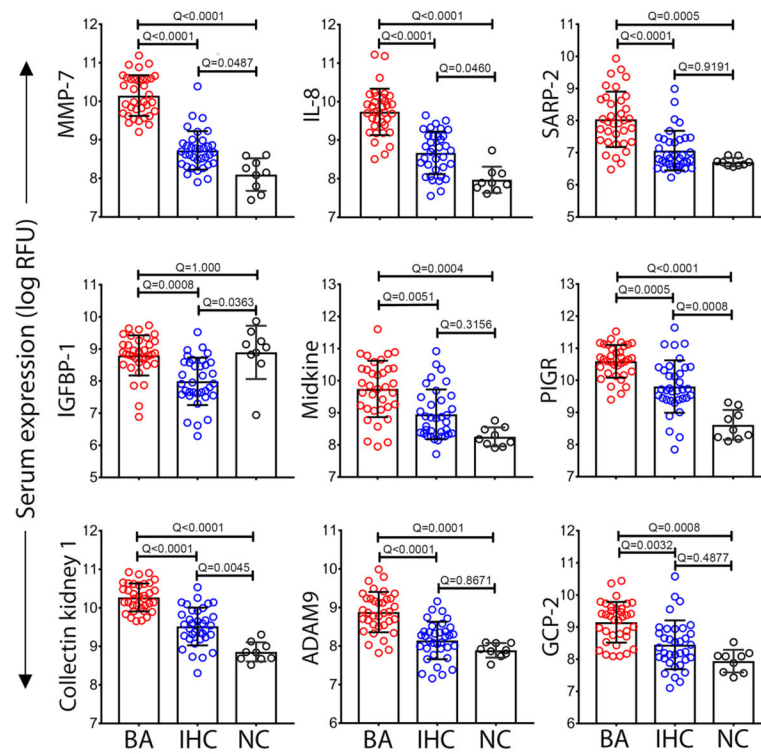 Serum expression (log RFU)
Q<0.0001
Q<0.0001
Q=0.0487
MMP-7
12
11
10
9
8
7
Q<0.0001
Q<0.0001
Q=0.0460
IL-8
12
11
10
9
8
7
Q=0.0005
Q<0.0001
Q=0.9191
SARP-2
11
10
9
8
7
6
5
Q=1.000
Q=0.0008
Q=0.0363
IGFBP-1
11
10
9
8
7
6
5
Q=0.0004
Q=0.0051
Q=0.3156
Midkine
13
12
11
10
9
8
7
Q<0.0001
Q=0.0005
Q=0.0008
PIGR
13
12
11
10
9
8
7
Q<0.0001
Q<0.0001
Q=0.0045
Collectin kidney 1
12
11
10
9
8
7
BA IHC NC
Q=0.0001
Q<0.0001
Q=0.8671
ADAM9
11
10
9
8
7
6
BA IHC NC
Q=0.0008
Q=0.0032
Q=0.4877
GCP-2
12
11
10
9
8
7
6
BA IHC NC